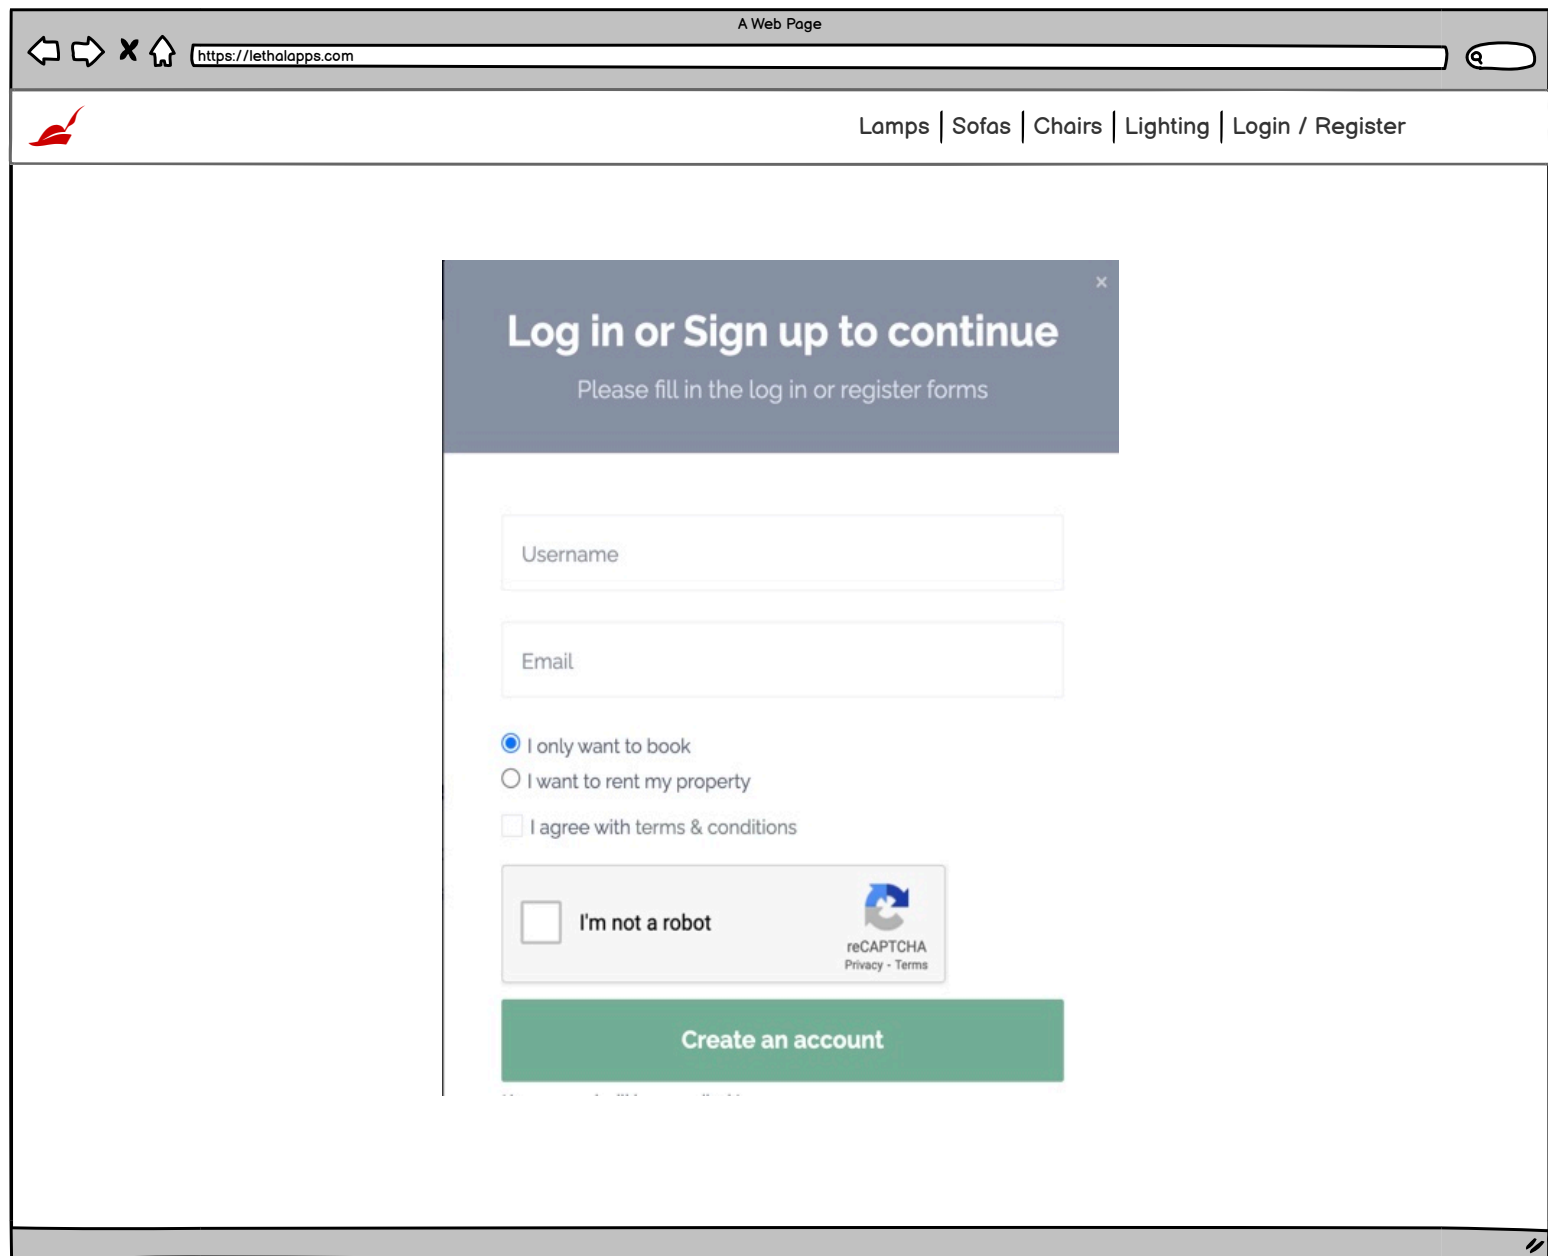 A Web Page
https://lethalapps.com
Lamps | Sofas | Chairs | Lighting | Login / Register
×
Log in or Sign up to continue
Please fill in the log in or register forms
Username
Email
I only want to book
I want to rent my property
I agree with terms & conditions
I'm not a robot
reCAPTCHA
Privacy - Terms
Create an account